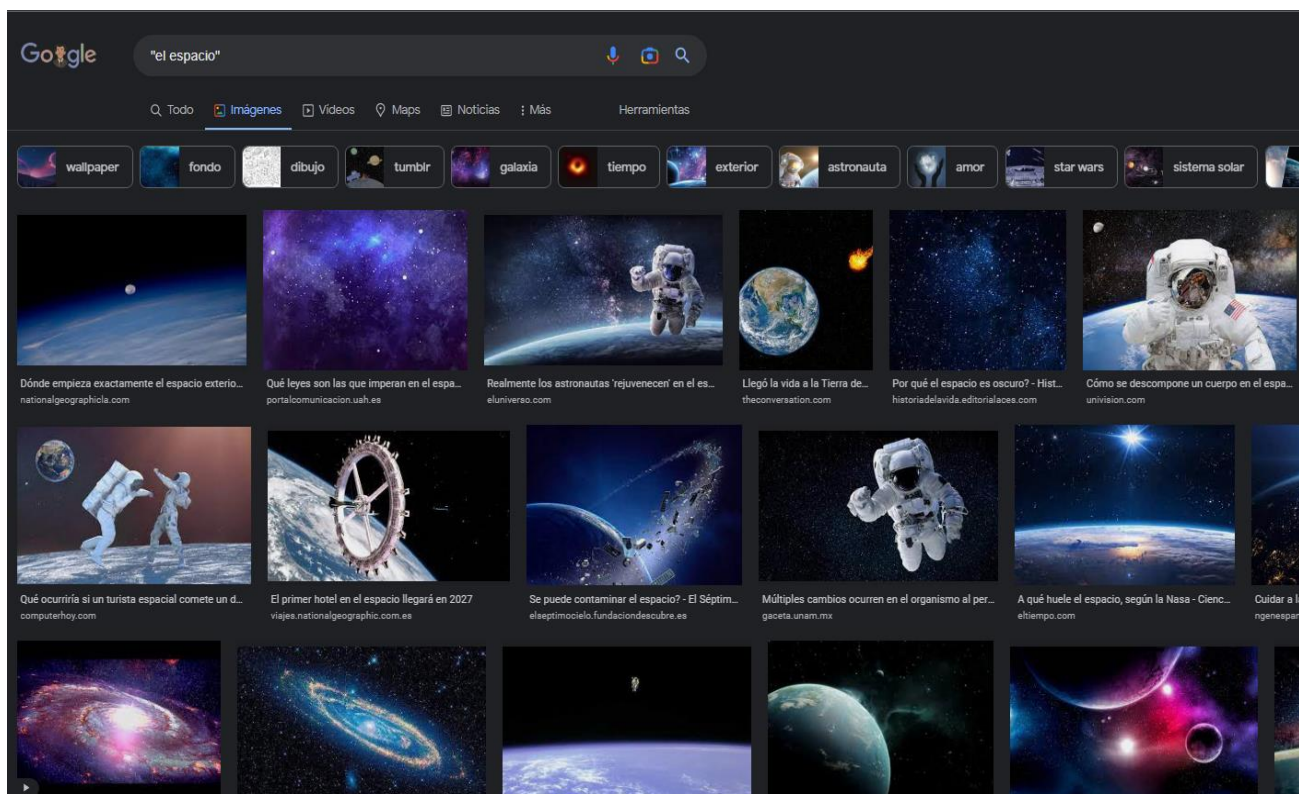 Google
"el espacio"
Todo Imágenes Videos Maps Noticias Más Herramientas
wallpaper fondo dibujo tumblr galaxia tiempo exterior astronauta amor star wars sistema solar
Dónde empieza exactamente el espacio exterio... Qué leyes son las que imperan en el espa... Realmente los astronautas 'rejuvenecen' en el es... Llegó la vida a la Tierra de... Por qué el espacio es oscuro? - Hist... Cómo se descompone un cuerpo en el espa...
nationalgeographicla.com portalcomunicacion.uah.es eluniverso.com theconversation.com historiadelavida.editorialaces.com univision.com
Qué ocurriría si un turista espacial comete un d... El primer hotel en el espacio llegará en 2027 Se puede contaminar el espacio? - El Séptim... Múltiples cambios ocurren en el organismo al per... A qué huele el espacio, según la Nasa - Cienc... Cuidar a l
computerhoy.com viajes.nationalgeographic.com.es elseptimocielo.fundaciondescubre.es gaceta.unam.mx eltiempo.com ngenespan